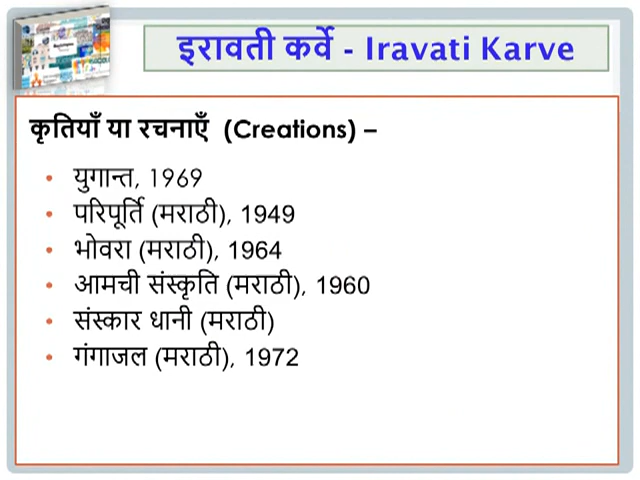 इरावती कर्वे - Iravati Karve
कृतियाँ या रचनाएँ (Creations) –
• युगान्त, 1969
• परिपूर्ति (मराठी), 1949
• भोवरा (मराठी), 1964
• आमची संस्कृति (मराठी), 1960
• संस्कार धानी (मराठी)
• गंगाजल (मराठी), 1972